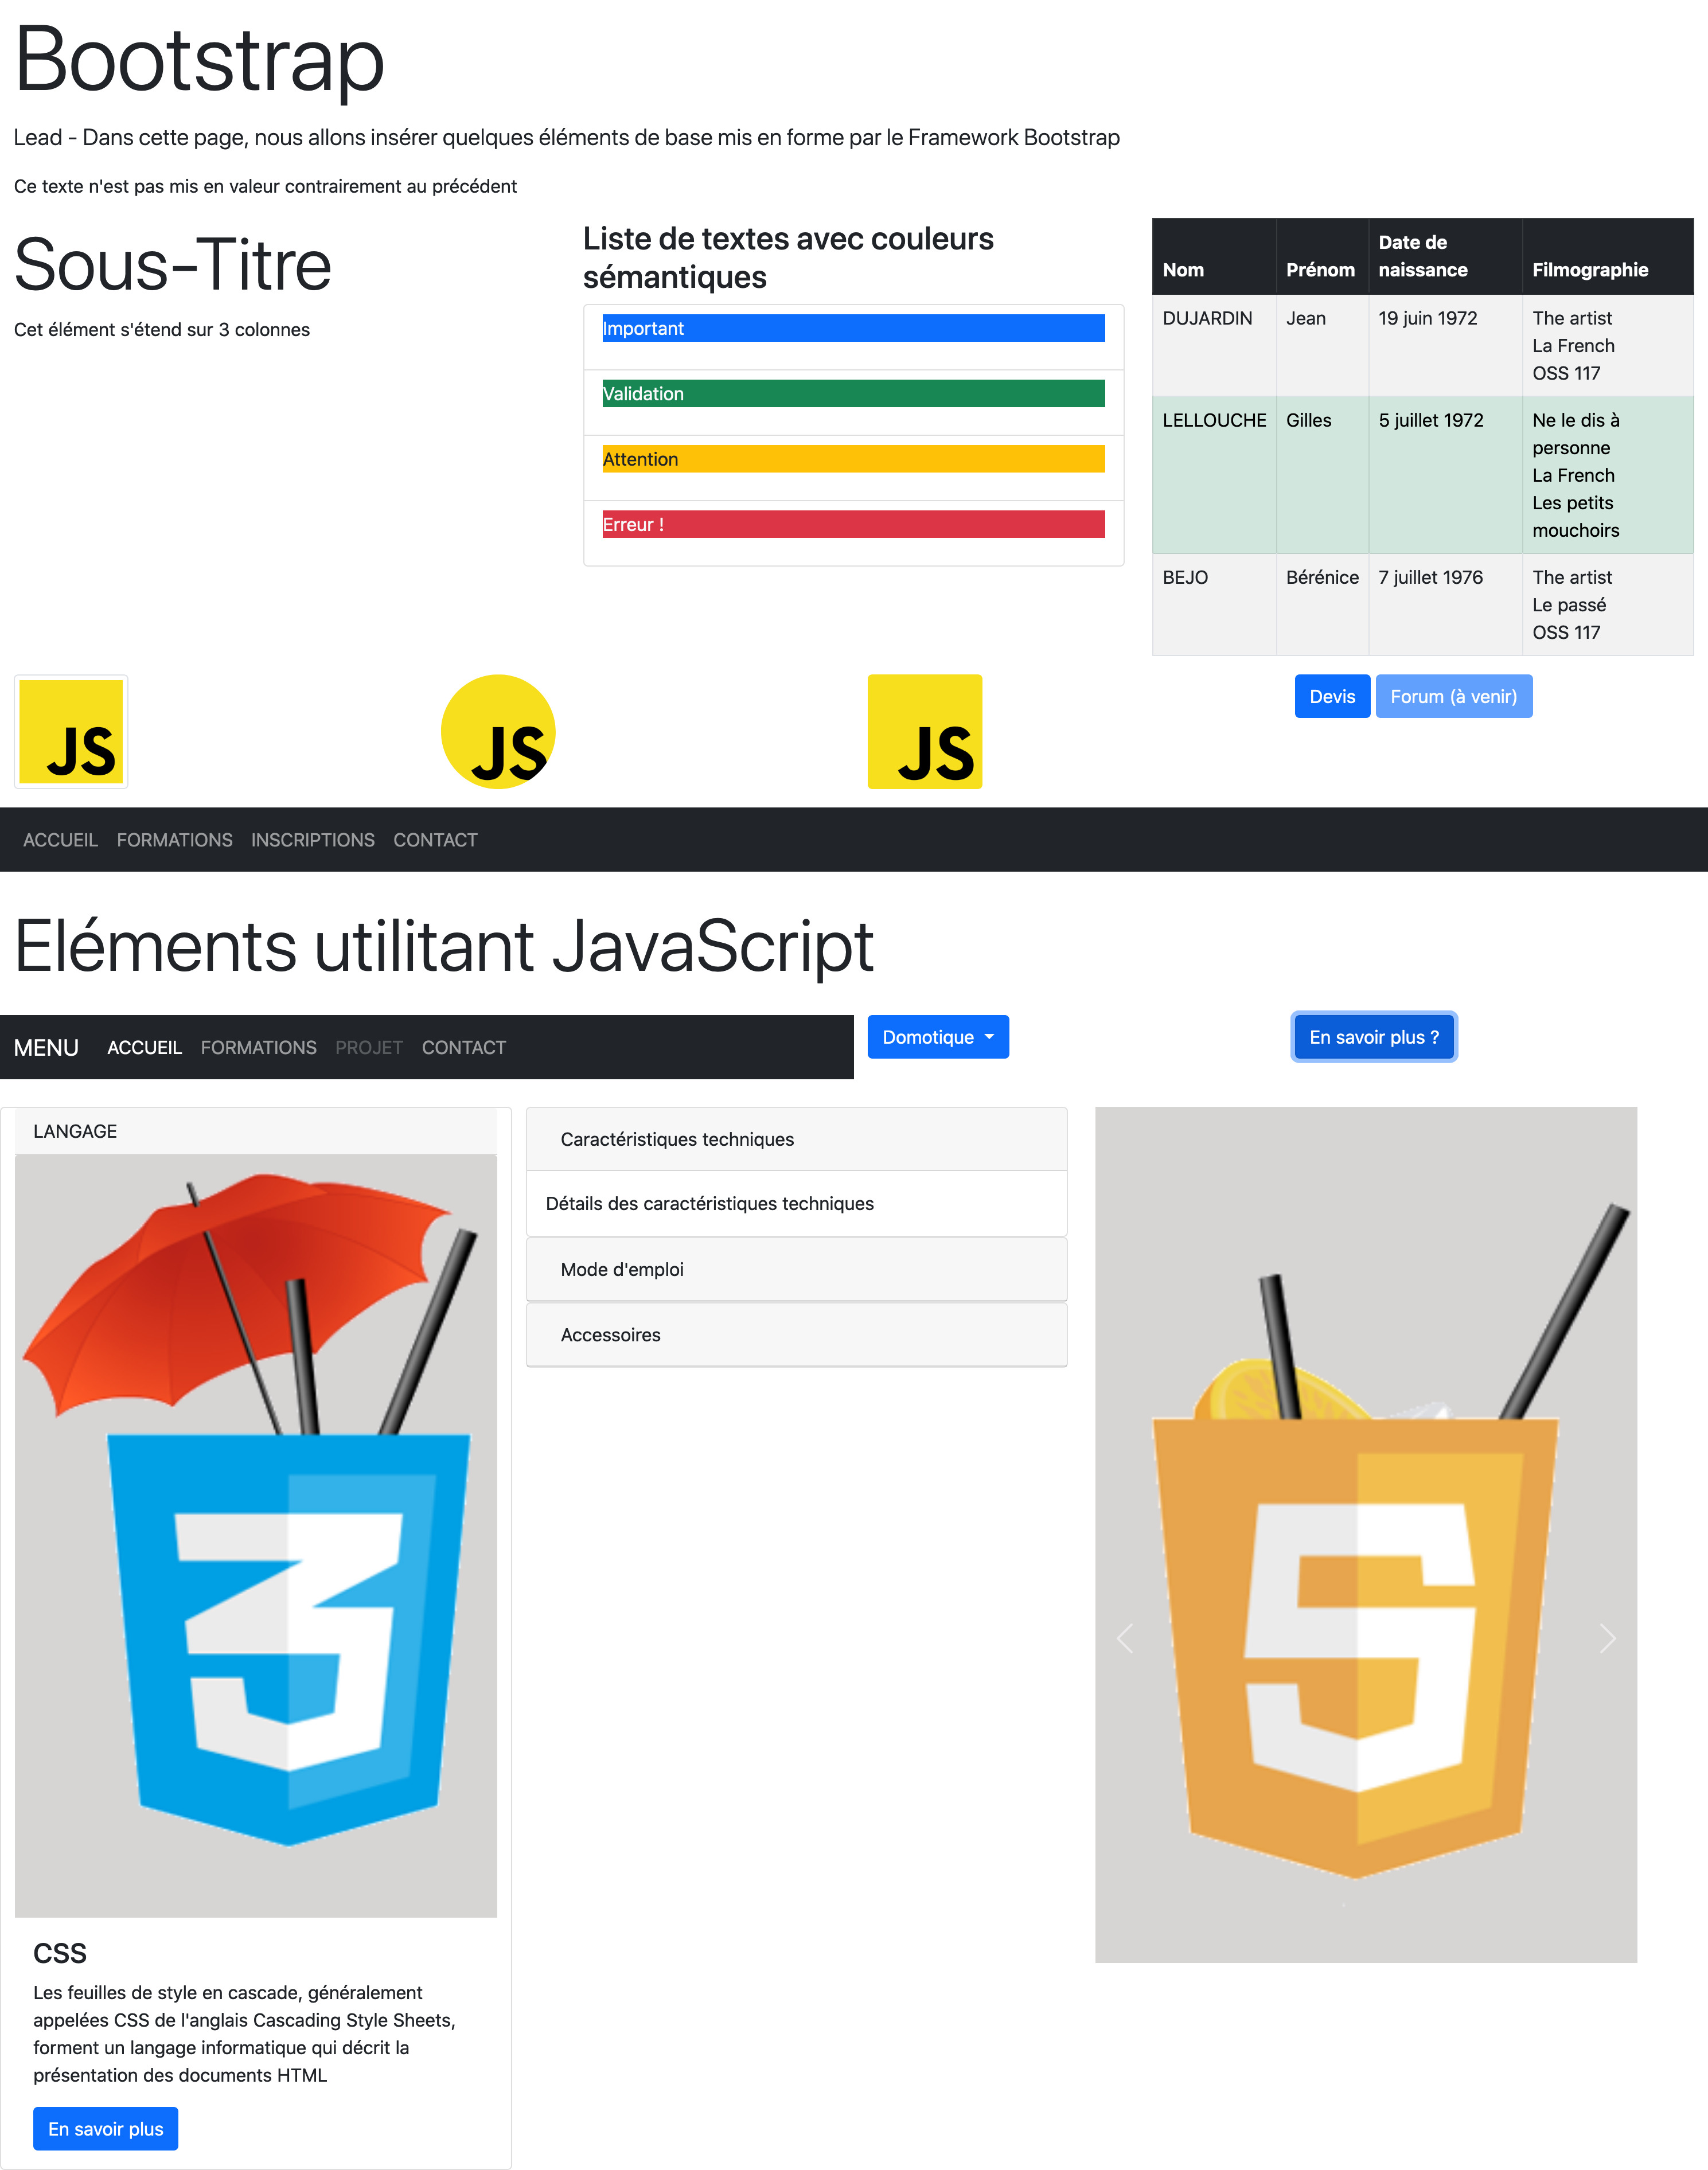 Bootstrap
Lead - Dans cette page, nous allons insérer quelques éléments de base mis en forme par le Framework Bootstrap
Ce texte n'est pas mis en valeur contrairement au précédent
Sous-Titre
Cet élément s'étend sur 3 colonnes
Liste de textes avec couleurs
sémantiques
Important
Validation
Attention
Erreur !
Nom Prénom Date de naissance Filmographie
DUJARDIN Jean 19 juin 1972 The artist
La French
OSS 117
LELLOUCHE Gilles 5 juillet 1972 Ne le dis à
personne
La French
Les petits
mouchoirs
BEJO Bérénice 7 juillet 1976 The artist
Le passé
OSS 117
JS JS JS Devis Forum (à venir)
ACCUEIL FORMATIONS INSCRIPTIONS CONTACT
Eléments utilitant JavaScript
MENU ACCUEIL FORMATIONS PROJET CONTACT Domotique En savoir plus ?
LANGAGE
3
CSS
Les feuilles de style en cascade, généralement
appelées CSS de l'anglais Cascading Style Sheets,
forment un langage informatique qui décrit la
présentation des documents HTML
En savoir plus
Caractéristiques techniques
Détails des caractéristiques techniques
Mode d'emploi
Accessoires
5